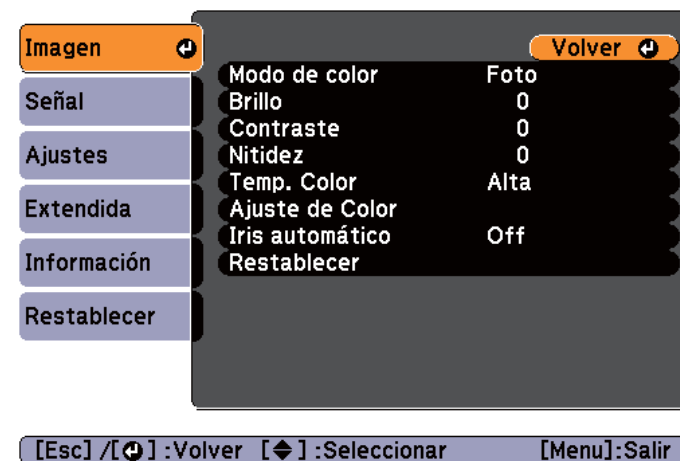 Imagen
Señal
Ajustes
Extendida
Información
Restablecer
Volver
Modo de color Foto
Brillo 0
Contraste 0
Nitidez 0
Temp. Color Alta
Ajuste de Color
Iris automático Off
Restablecer
[Esc] /[↵] :Volver [◆] :Seleccionar [Menu]:Salir